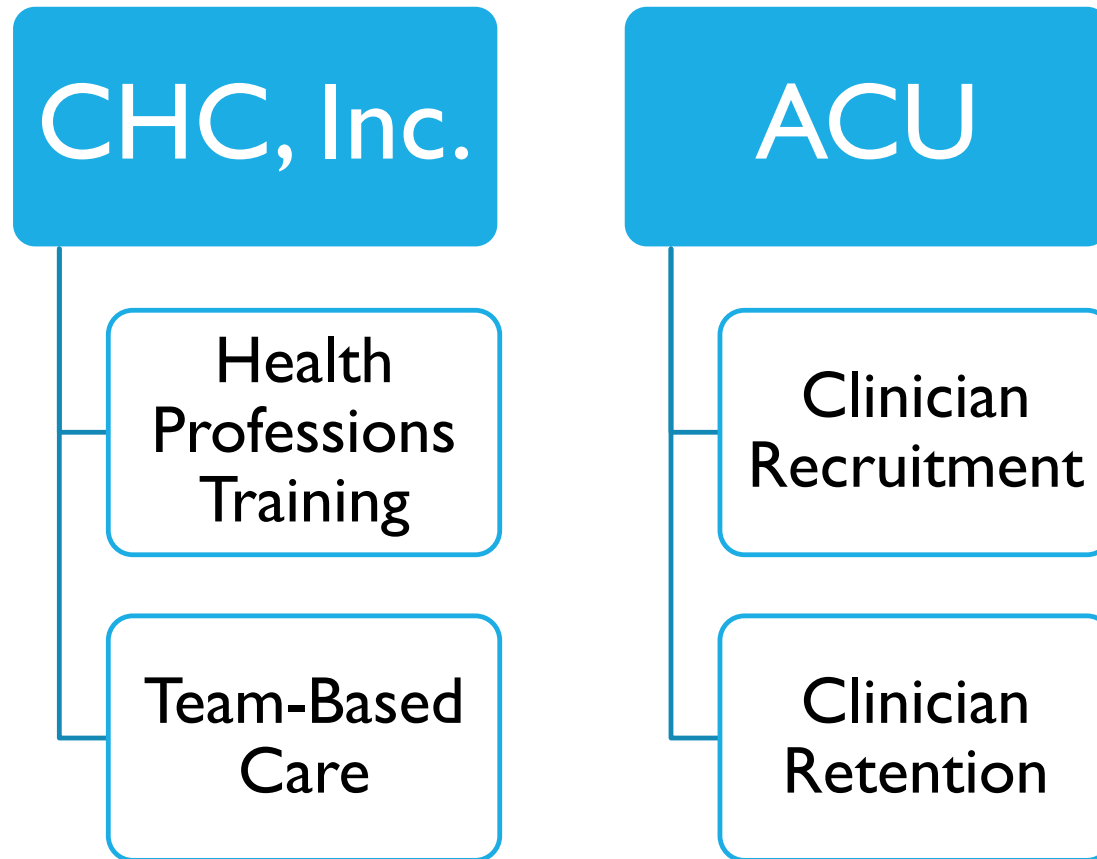 CHC, Inc.
Health
Professions
Training
Team-Based
Care
ACU
Clinician
Recruitment
Clinician
Retention